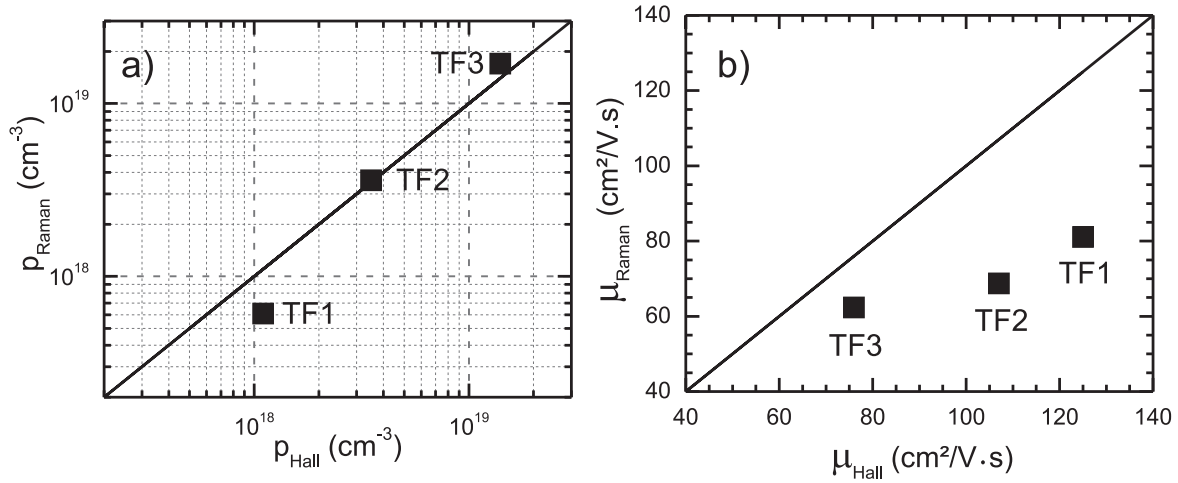 a)
TF3
TF2
TF1
10¹⁹
10¹⁸
p_Raman (cm⁻³)
10¹⁸
10¹⁹
p_Hall (cm⁻³)
b)
140
120
100
80
60
40
μ_Raman (cm²/V·s)
TF1
TF2
TF3
40
60
80
100
120
140
μ_Hall (cm²/V·s)